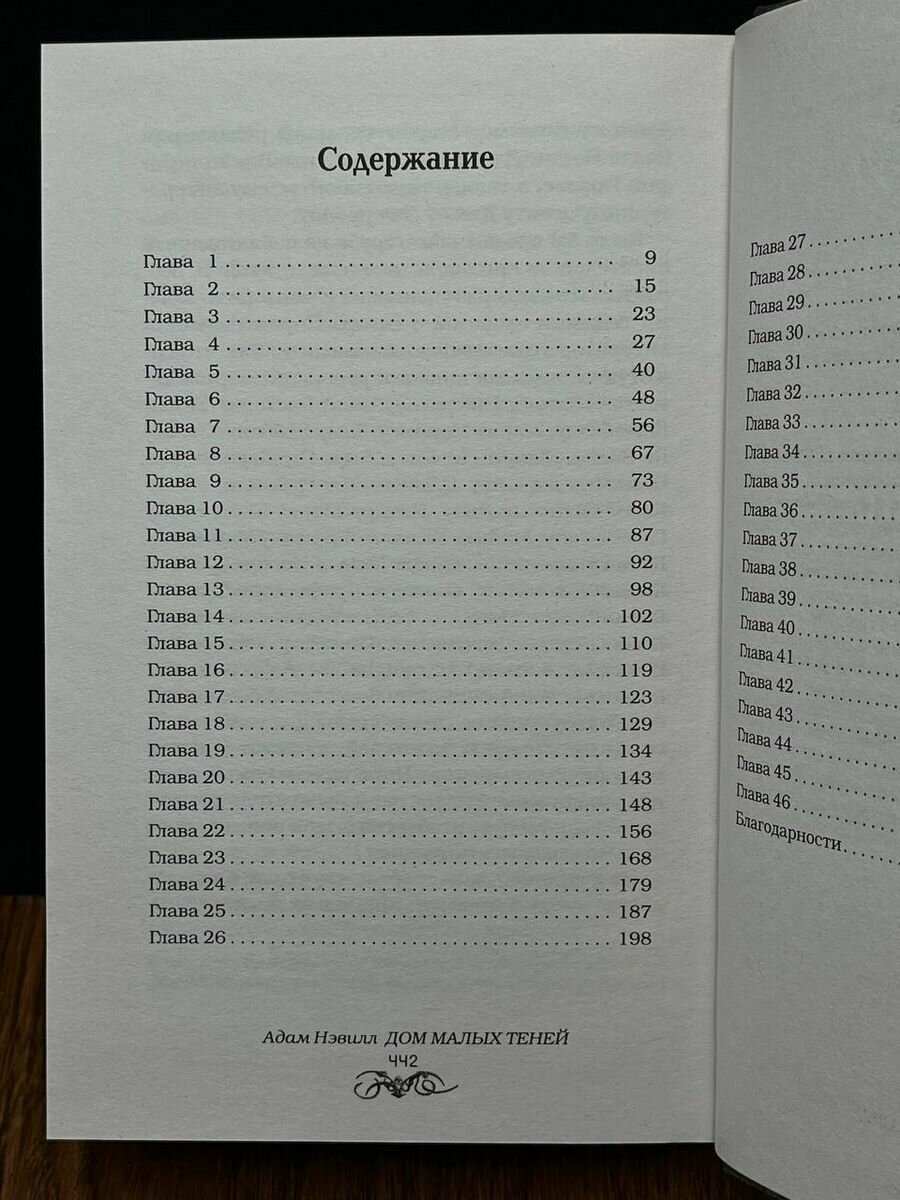 Содержание
Глава 1 . . . . . . . . . . . . . . . . . . . . 9
Глава 2 . . . . . . . . . . . . . . . . . . . . 15
Глава 3 . . . . . . . . . . . . . . . . . . . . 23
Глава 4 . . . . . . . . . . . . . . . . . . . . 27
Глава 5 . . . . . . . . . . . . . . . . . . . . 40
Глава 6 . . . . . . . . . . . . . . . . . . . . 48
Глава 7 . . . . . . . . . . . . . . . . . . . . 56
Глава 8 . . . . . . . . . . . . . . . . . . . . 67
Глава 9 . . . . . . . . . . . . . . . . . . . . 73
Глава 10 . . . . . . . . . . . . . . . . . . . . 80
Глава 11 . . . . . . . . . . . . . . . . . . . . 87
Глава 12 . . . . . . . . . . . . . . . . . . . . 92
Глава 13 . . . . . . . . . . . . . . . . . . . . 98
Глава 14 . . . . . . . . . . . . . . . . . . . . 102
Глава 15 . . . . . . . . . . . . . . . . . . . . 110
Глава 16 . . . . . . . . . . . . . . . . . . . . 119
Глава 17 . . . . . . . . . . . . . . . . . . . . 123
Глава 18 . . . . . . . . . . . . . . . . . . . . 129
Глава 19 . . . . . . . . . . . . . . . . . . . . 134
Глава 20 . . . . . . . . . . . . . . . . . . . . 143
Глава 21 . . . . . . . . . . . . . . . . . . . . 148
Глава 22 . . . . . . . . . . . . . . . . . . . . 156
Глава 23 . . . . . . . . . . . . . . . . . . . . 168
Глава 24 . . . . . . . . . . . . . . . . . . . . 179
Глава 25 . . . . . . . . . . . . . . . . . . . . 187
Глава 26 . . . . . . . . . . . . . . . . . . . . 198
Адам Нэвилл ДОМ МАЛЫХ ТЕНЕЙ
442
Глава 27 . . . . . . . .
Глава 28 . . . . . . . .
Глава 29 . . . . . . . .
Глава 30 . . . . . . . .
Глава 31 . . . . . . . .
Глава 32 . . . . . . . .
Глава 33 . . . . . . . .
Глава 34 . . . . . . . .
Глава 35 . . . . . . . .
Глава 36 . . . . . . . .
Глава 37 . . . . . . . .
Глава 38 . . . . . . . .
Глава 39 . . . . . . . .
Глава 40 . . . . . . . .
Глава 41 . . . . . . . .
Глава 42 . . . . . . . .
Глава 43 . . . . . . . .
Глава 44 . . . . . . . .
Глава 45 . . . . . . . .
Глава 46 . . . . . . . .
Благодарности . . . . .